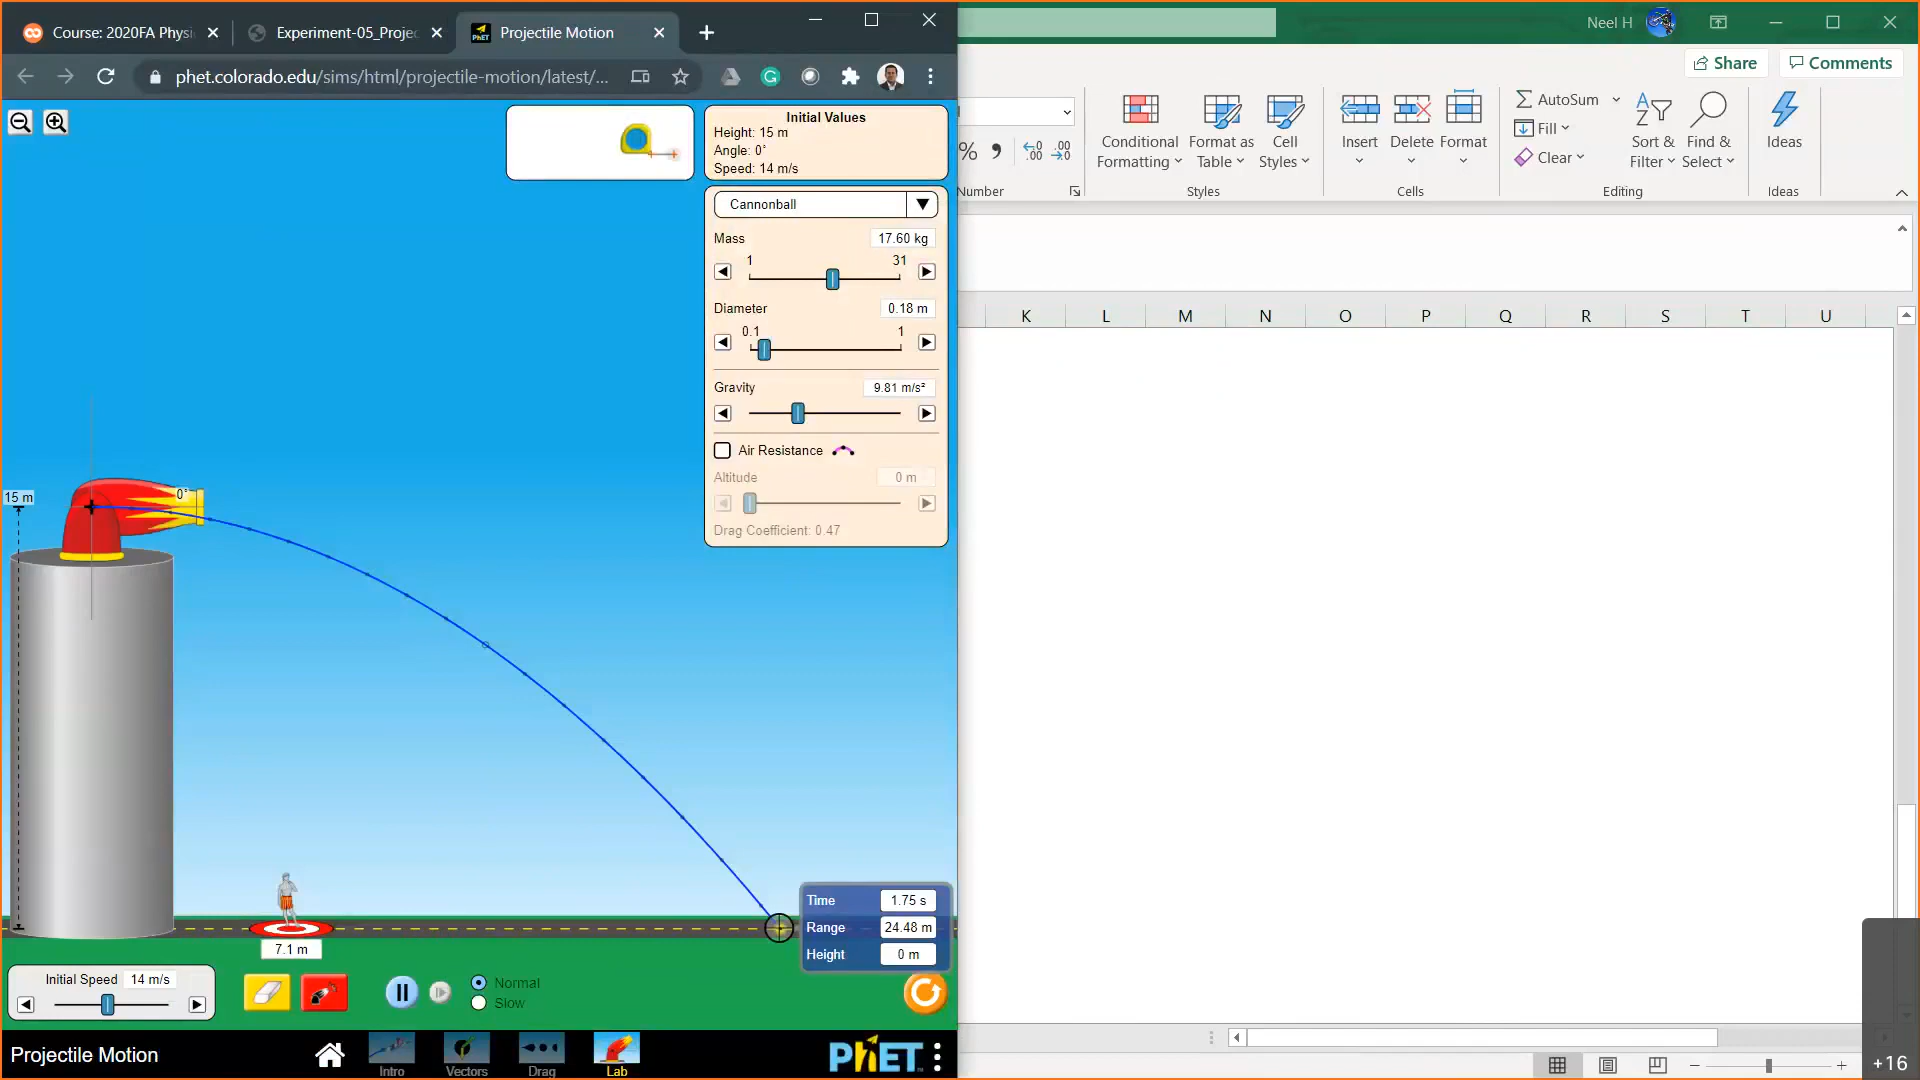 Course: 2020FA Physi
Experiment-05_Projec
Projectile Motion
phet.colorado.edu/sims/html/projectile-motion/latest/...
Initial Values
Height: 15 m
Angle: 0°
Speed: 14 m/s
Cannonball
Mass 17.60 kg
1 31
Diameter 0.18 m
0.1 1
Gravity 9.81 m/s²
Air Resistance
Altitude 0 m
Drag Coefficient: 0.47
15 m
0°
7.1 m
Time 1.75 s
Range 24.48 m
Height 0 m
Initial Speed 14 m/s
Normal
Slow
Projectile Motion
Intro
Vectors
Drag
Lab
PhET
Neel H
Share
Comments
Conditional Formatting
Format as Table
Cell Styles
Insert
Delete
Format
AutoSum
Fill
Clear
Sort & Filter
Find & Select
Ideas
Number
Styles
Cells
Editing
Ideas
K L M N O P Q R S T U
+16